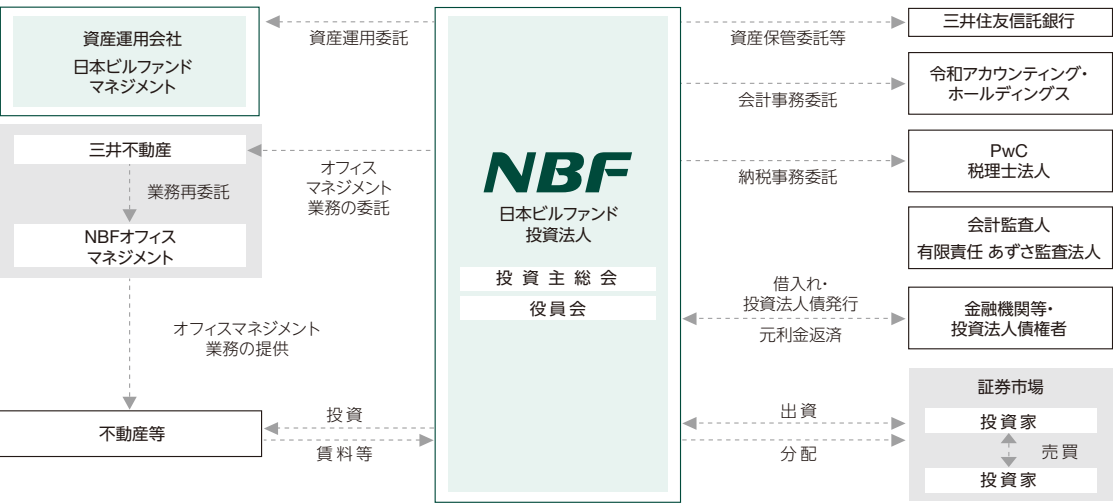 資産運用会社
日本ビルファンド
マネジメント
資産運用委託
三井不動産
業務再委託
NBFオフィス
マネジメント
オフィス
マネジメント
業務の委託
オフィスマネジメント
業務の提供
不動産等
投資
賃料等
NBF
日本ビルファンド
投資法人
投資主総会
役員会
資産保管委託等
三井住友信託銀行
会計事務委託
令和アカウンティング・
ホールディングス
納税事務委託
PwC
税理士法人
会計監査人
有限責任 あずさ監査法人
借入れ・
投資法人債発行
元利金返済
金融機関等・
投資法人債権者
出資
分配
証券市場
投資家
売買
投資家